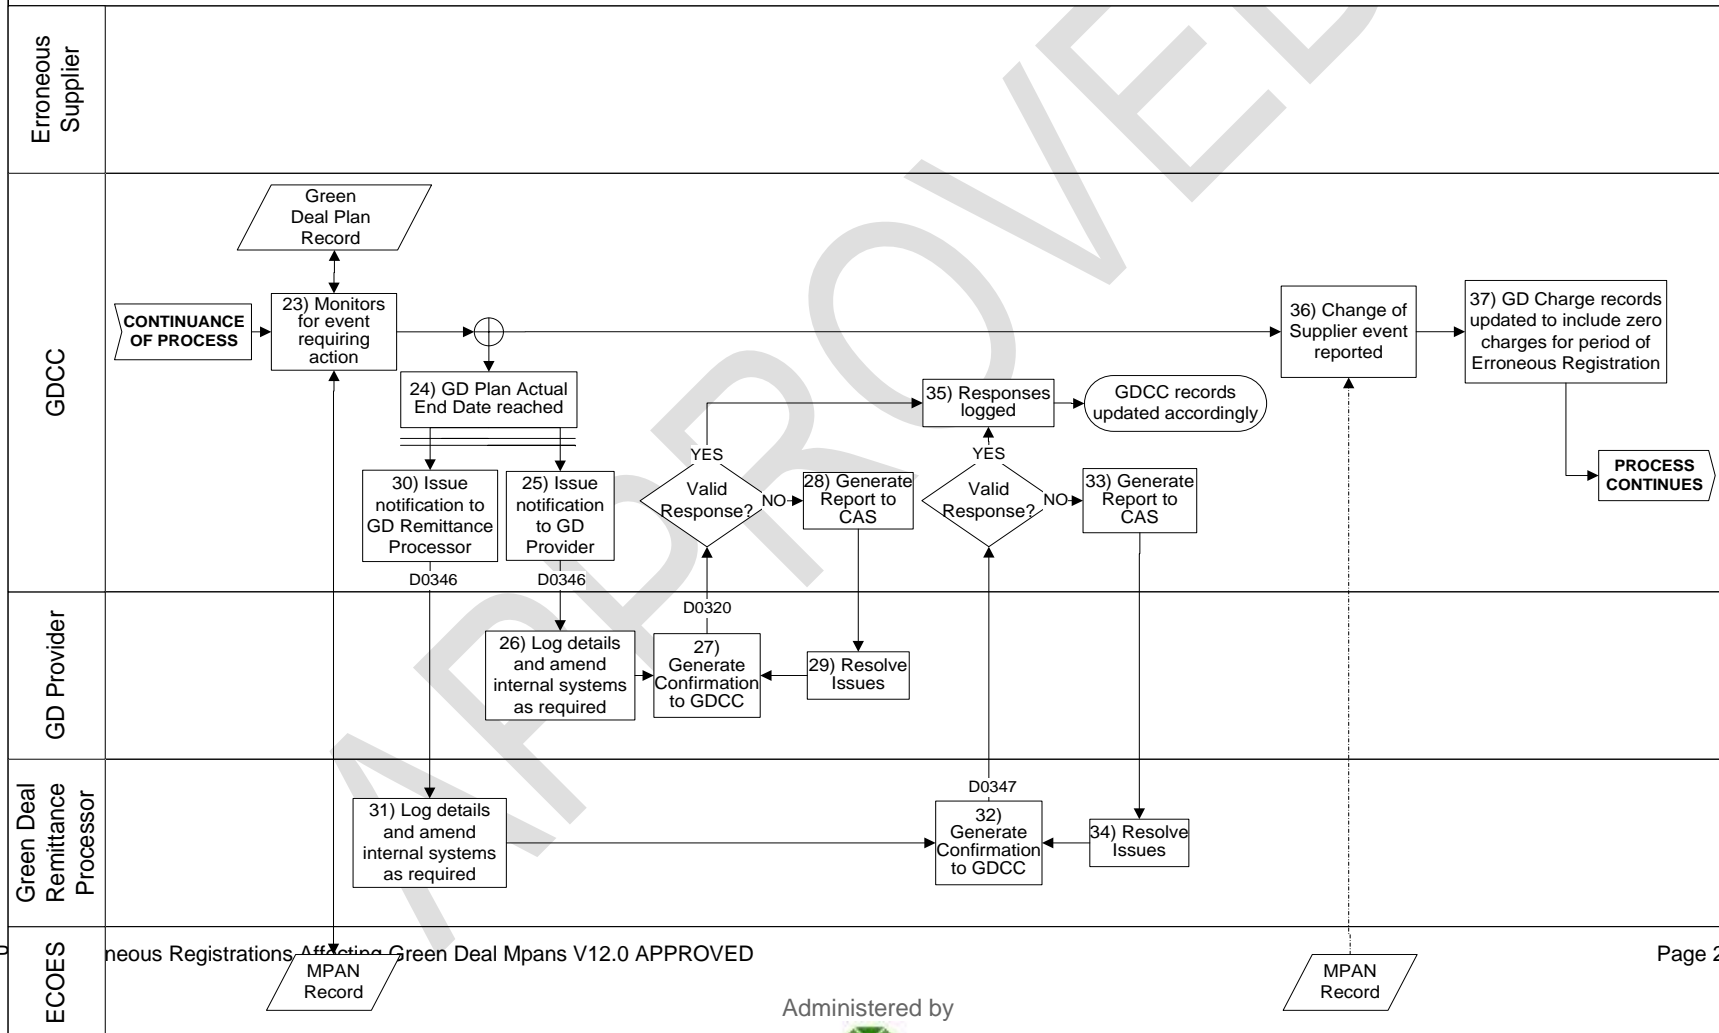 Erroneous
Supplier
GDCC
GD Provider
Green Deal
Remittance
Processor
ECOES
APPROVED
Green
Deal Plan
Record
CONTINUANCE
OF PROCESS
23) Monitors
for event
requiring
action
24) GD Plan Actual
End Date reached
30) Issue
notification to
GD Remittance
Processor
D0346
25) Issue
notification
to GD
Provider
D0346
YES
Valid
Response?
NO
28) Generate
Report to
CAS
35) Responses
logged
GDCC records
updated accordingly
YES
Valid
Response?
NO
33) Generate
Report to
CAS
36) Change of
Supplier event
reported
37) GD Charge records
updated to include zero
charges for period of
Erroneous Registration
PROCESS
CONTINUES
D0320
26) Log details
and amend
internal systems
as required
27)
Generate
Confirmation
to GDCC
29) Resolve
Issues
D0347
31) Log details
and amend
internal systems
as required
32)
Generate
Confirmation
to GDCC
34) Resolve
Issues
neous Registrations Affecting Green Deal Mpans V12.0 APPROVED
Page 2
MPAN
Record
MPAN
Record
Administered by